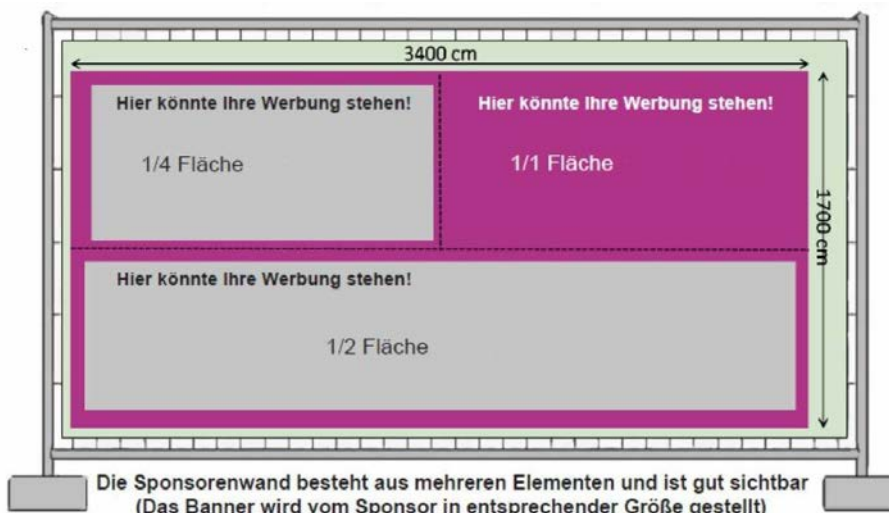 3400 cm
Hier könnte Ihre Werbung stehen!
1/4 Fläche
Hier könnte Ihre Werbung stehen!
1/1 Fläche
1700 cm
Hier könnte Ihre Werbung stehen!
1/2 Fläche
Die Sponsorenwand besteht aus mehreren Elementen und ist gut sichtbar
(Das Banner wird vom Sponsor in entsprechender Größe gestellt)